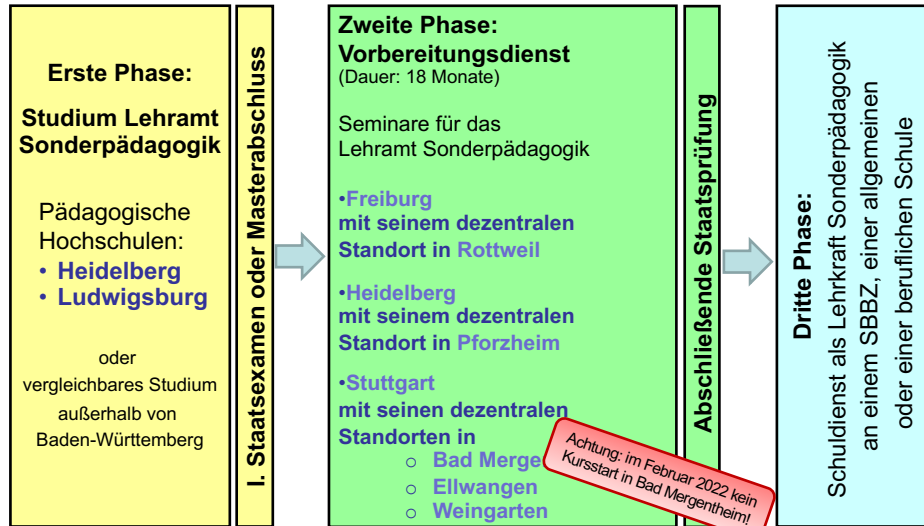 Erste Phase:
Studium Lehramt
Sonderpädagogik
Pädagogische
Hochschulen:
• Heidelberg
• Ludwigsburg
oder
vergleichbares Studium
außerhalb von
Baden-Württemberg
I. Staatsexamen oder Masterabschluss
Zweite Phase:
Vorbereitungsdienst
(Dauer: 18 Monate)
Seminare für das
Lehramt Sonderpädagogik
•Freiburg
mit seinem dezentralen
Standort in Rottweil
•Heidelberg
mit seinem dezentralen
Standort in Pforzheim
•Stuttgart
mit seinen dezentralen
Standorten in
o Bad Merge
o Ellwangen
o Weingarten
Achtung: im Februar 2022 kein
Kursstart in Bad Mergentheim!
Abschließende Staatsprüfung
Dritte Phase:
Schuldienst als Lehrkraft Sonderpädagogik
an einem SBBZ, einer allgemeinen
oder einer beruflichen Schule